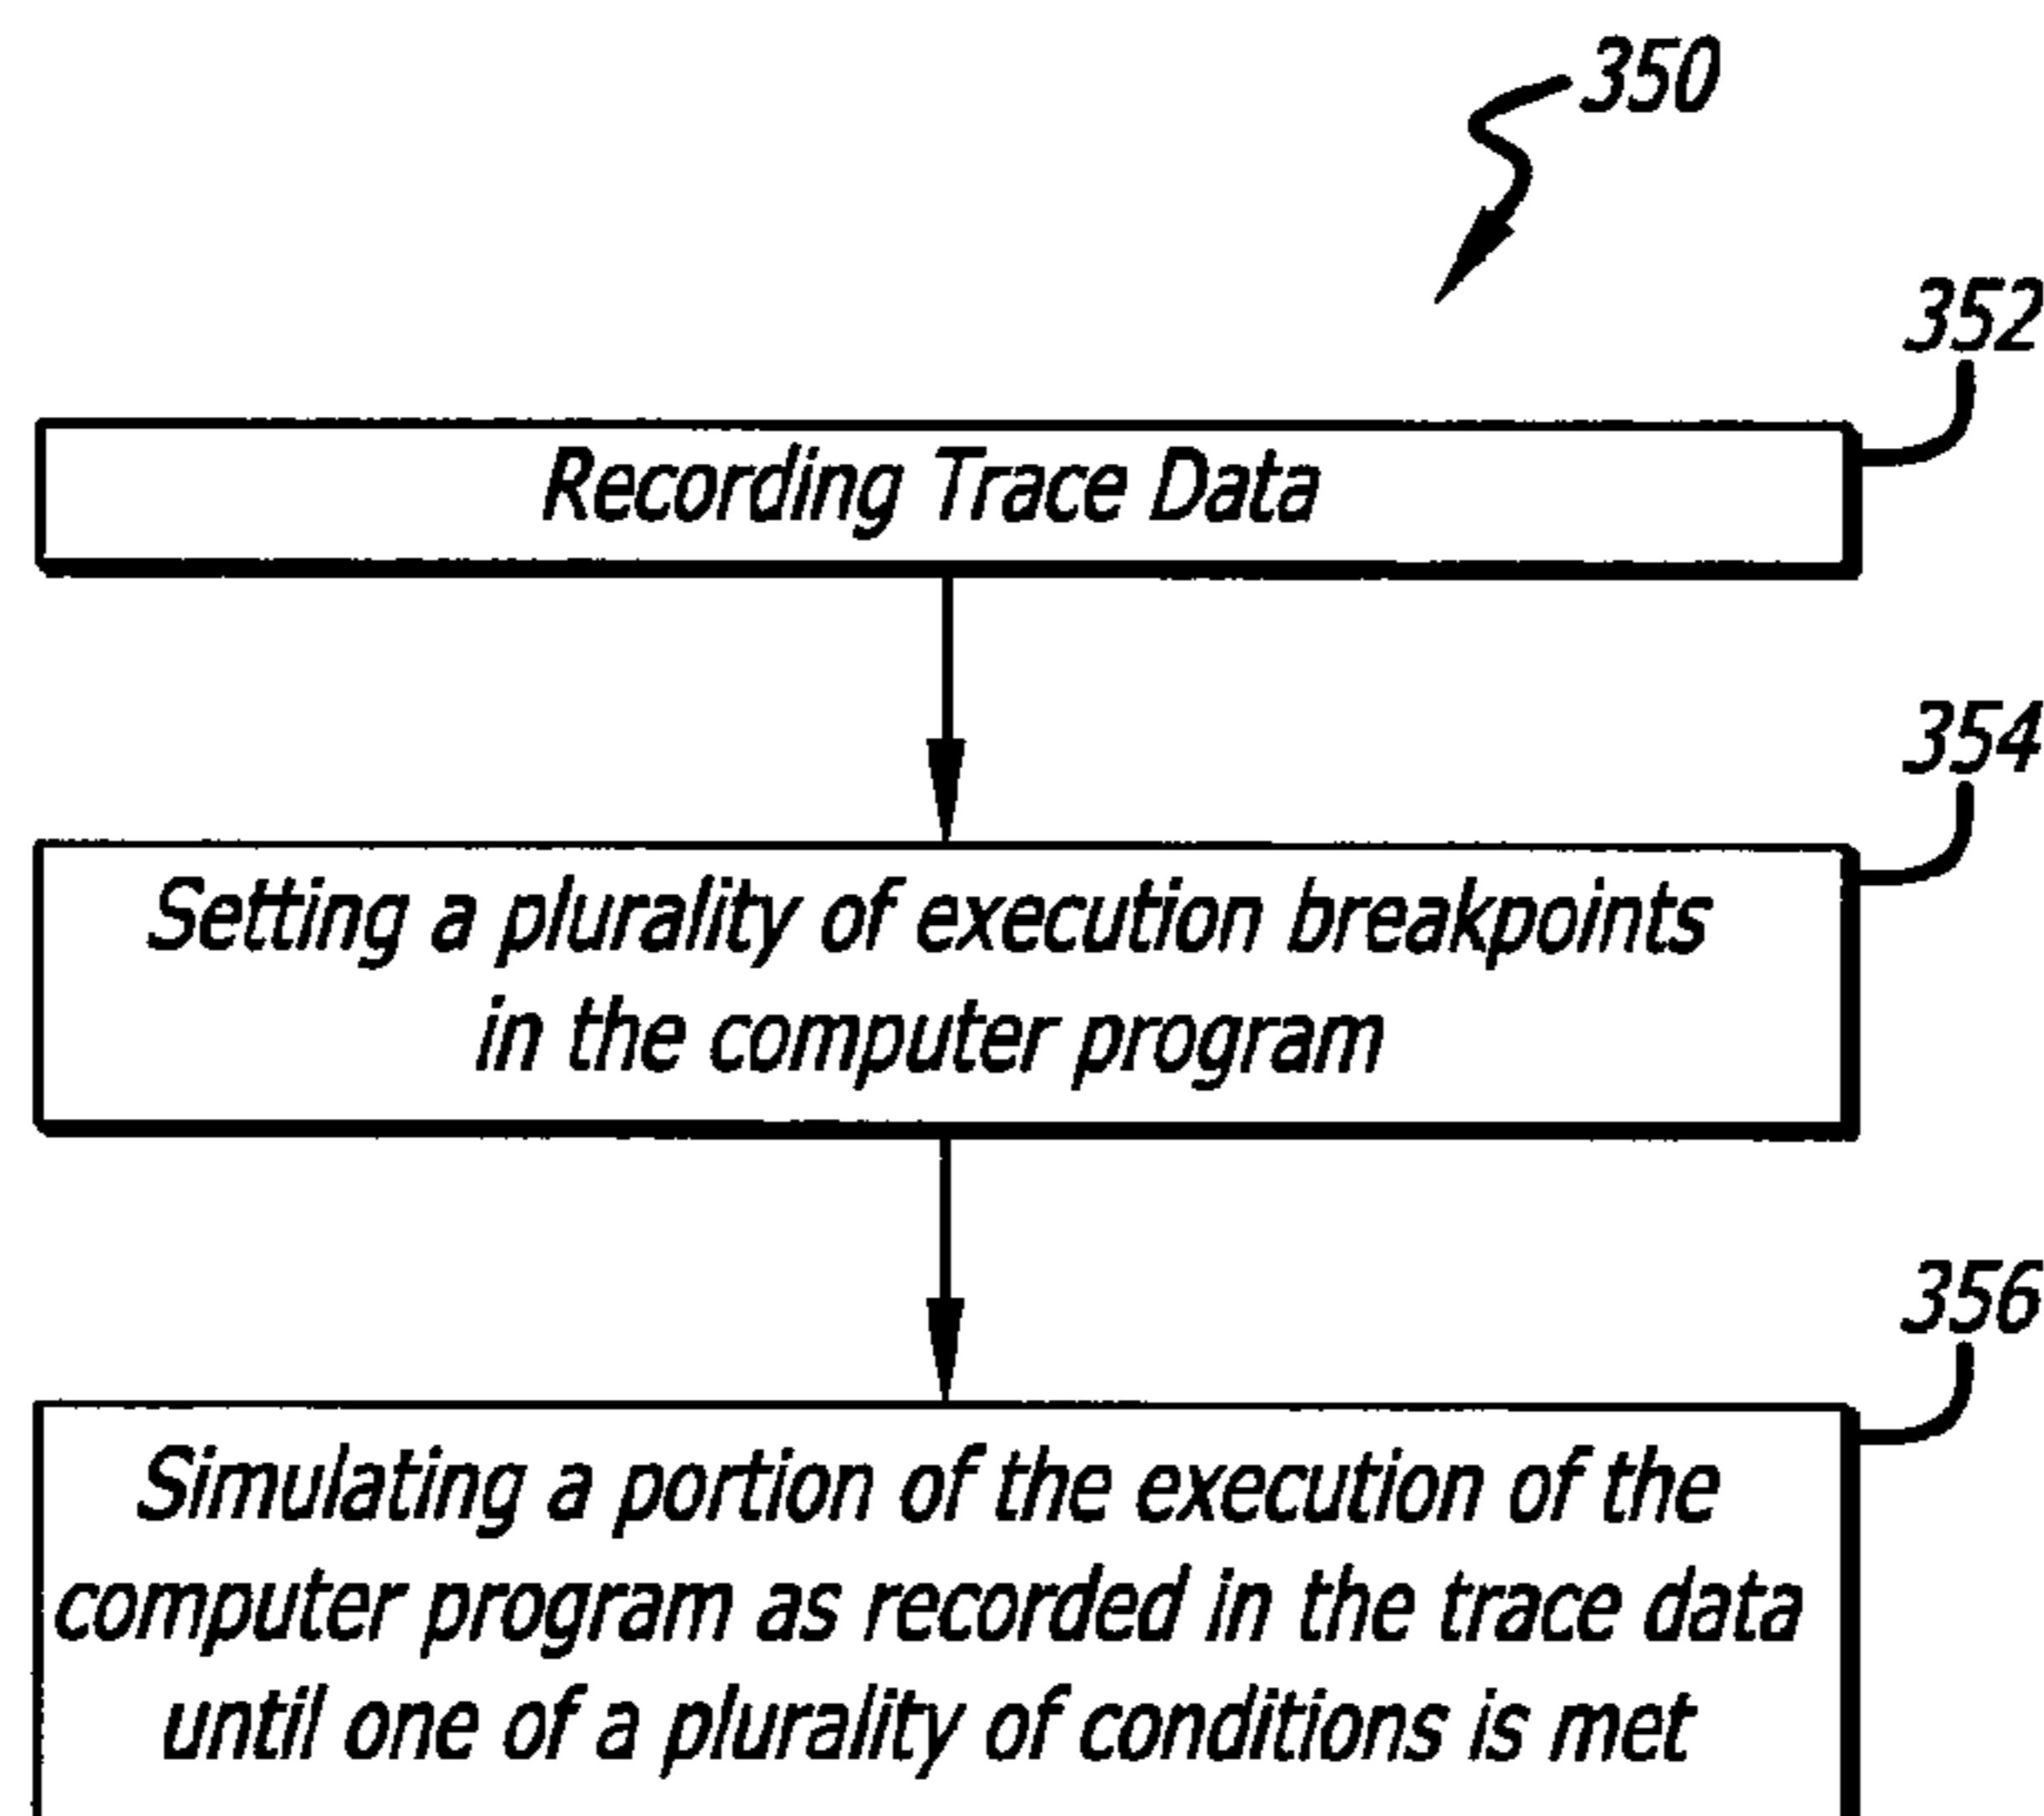 350
352
Recording Trace Data
354
Setting a plurality of execution breakpoints
in the computer program
356
Simulating a portion of the execution of the
computer program as recorded in the trace data
until one of a plurality of conditions is met